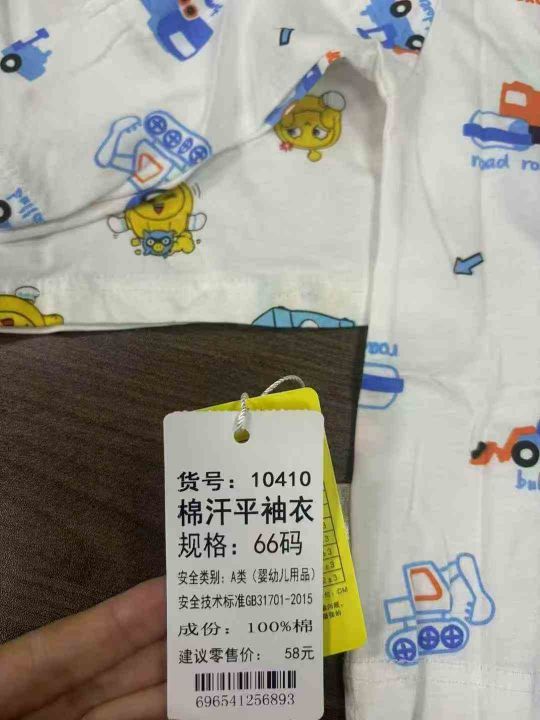 road ro
road
bul
货号：10410
棉汗平袖衣
规格：66码
安全类别：A类（婴幼儿用品）
安全技术标准GB31701-2015
成份：100%棉
建议零售价： 58元
696541256893